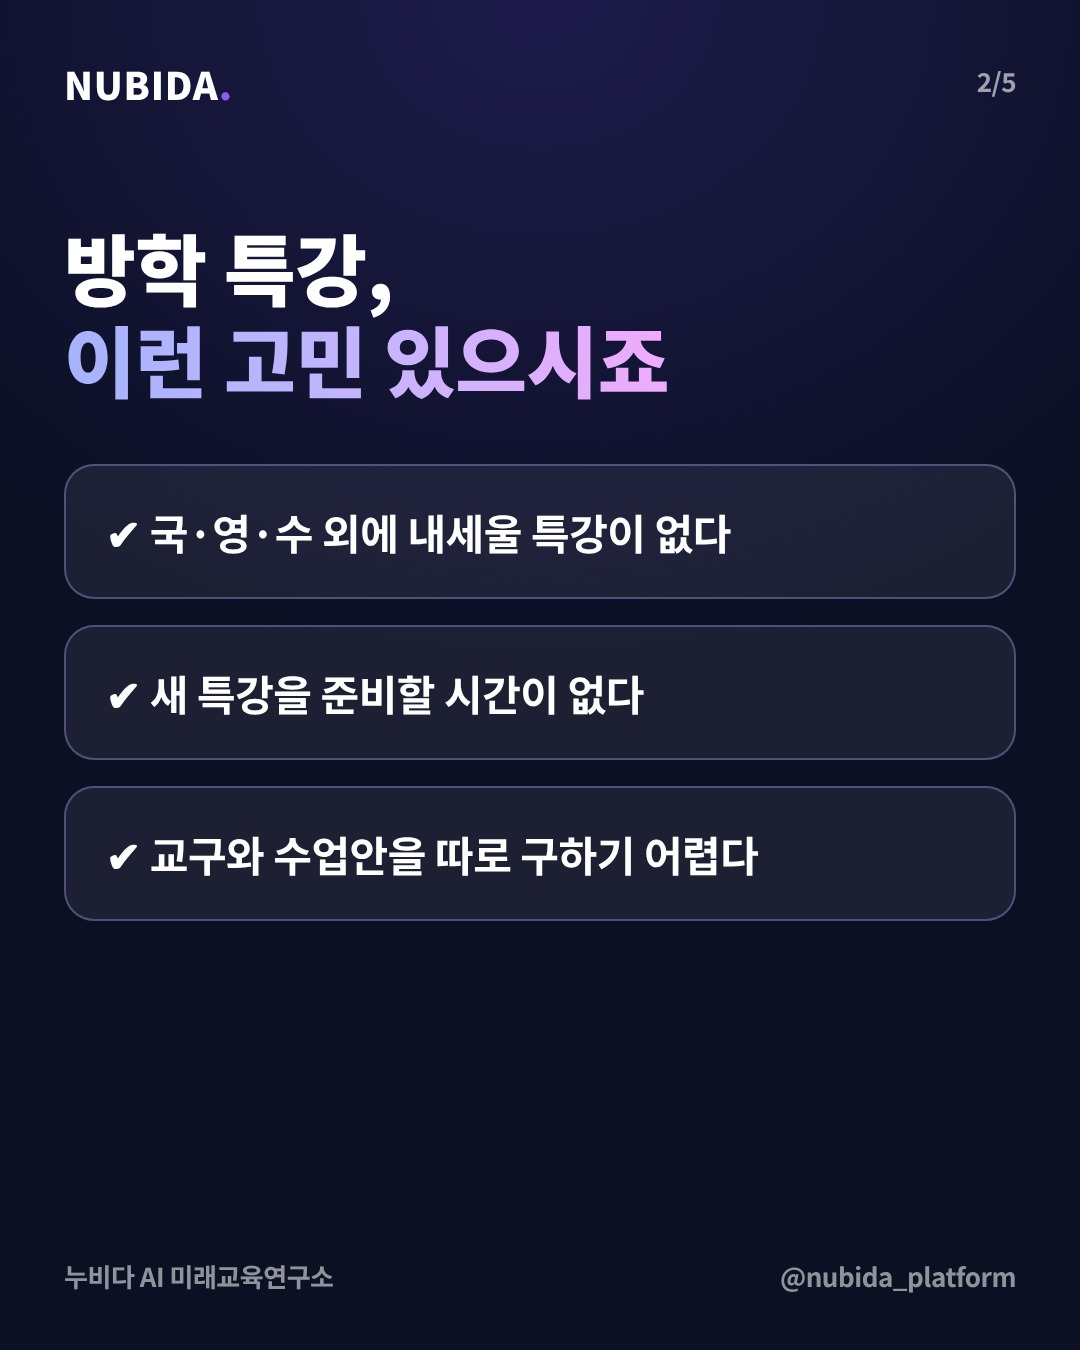 NUBIDA.
2/5
방학 특강,
이런 고민 있으시죠
✔ 국·영·수 외에 내세울 특강이 없다
✔ 새 특강을 준비할 시간이 없다
✔ 교구와 수업안을 따로 구하기 어렵다
누비다 AI 미래교육연구소
@nubida_platform